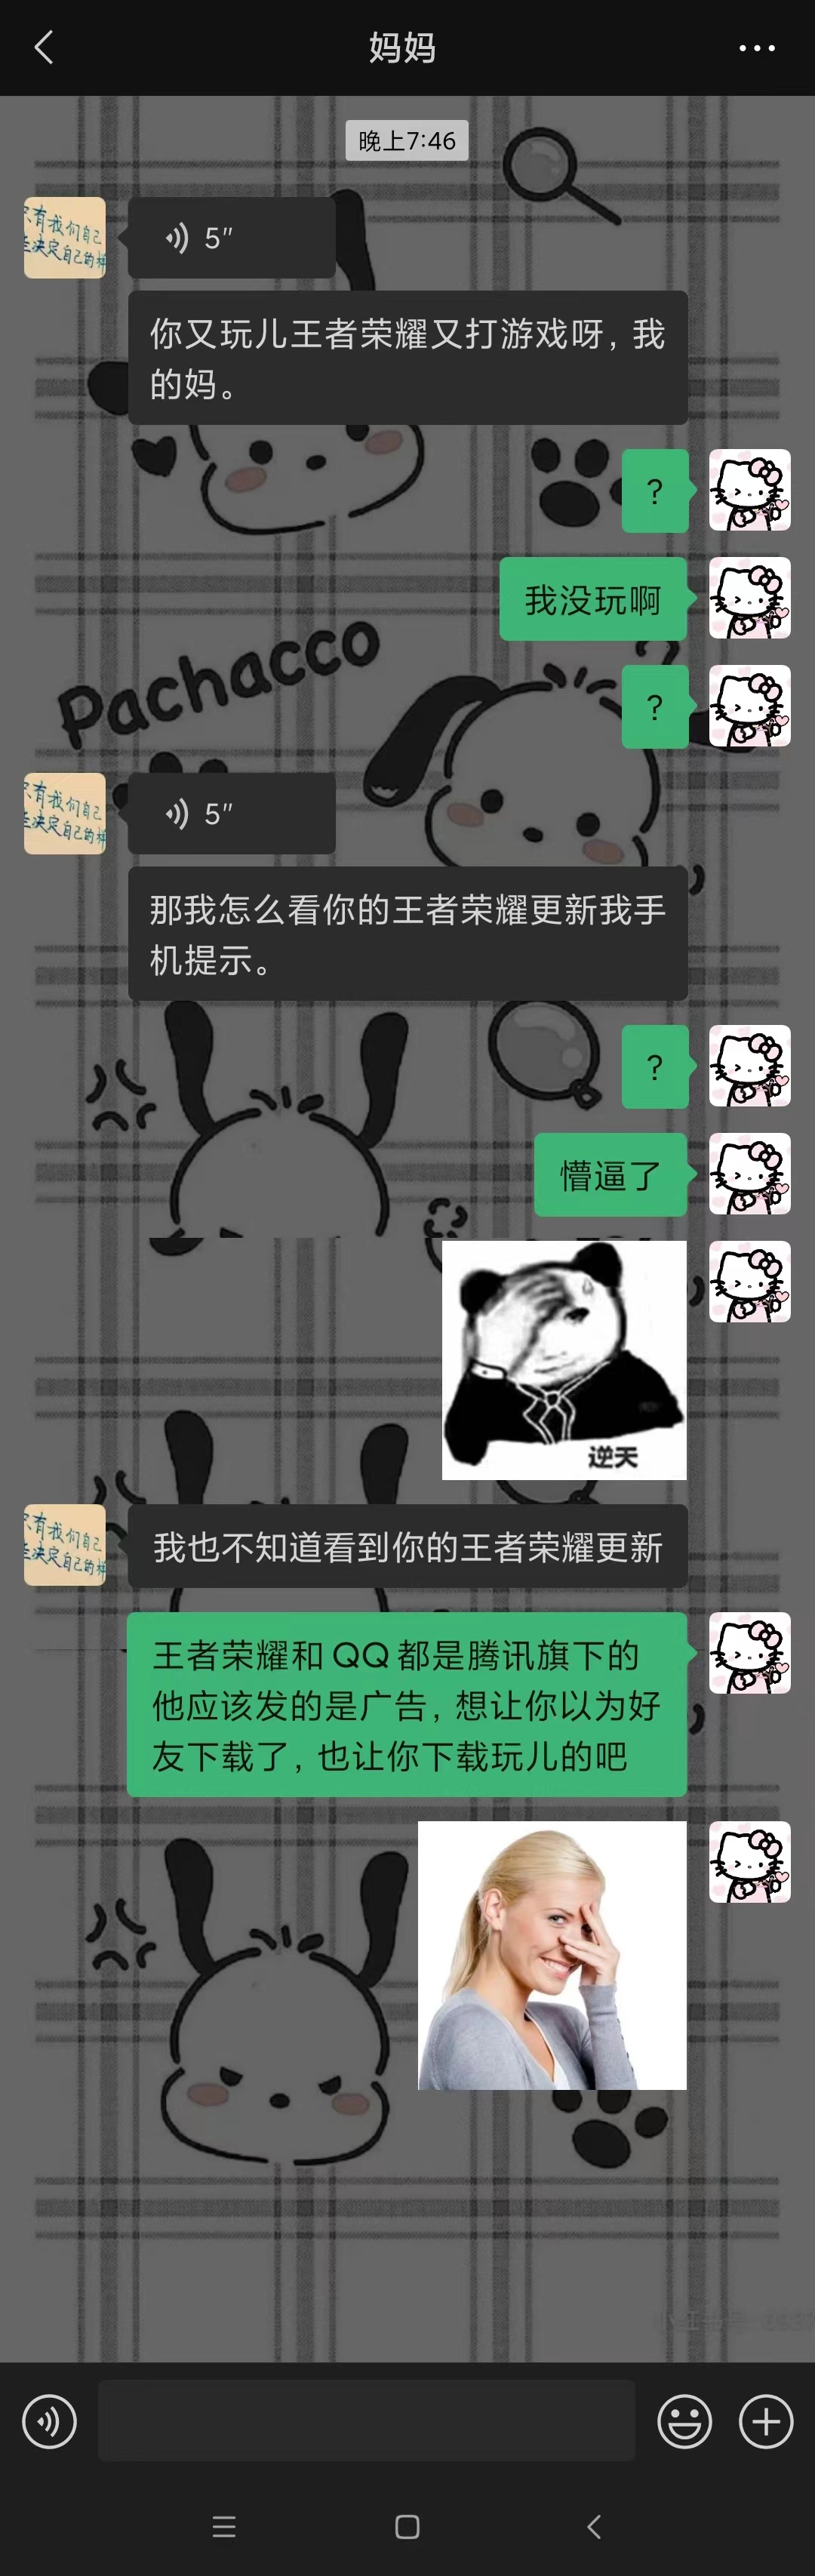 妈妈
晚上7:46
5"
你又玩儿王者荣耀又打游戏呀，我
的妈。
?
我没玩啊
Pachacco
?
5"
那我怎么看你的王者荣耀更新我手
机提示。
?
懵逼了
逆天
我也不知道看到你的王者荣耀更新
王者荣耀和QQ都是腾讯旗下的
他应该发的是广告，想让你以为好
友下载了，也让你下载玩儿的吧